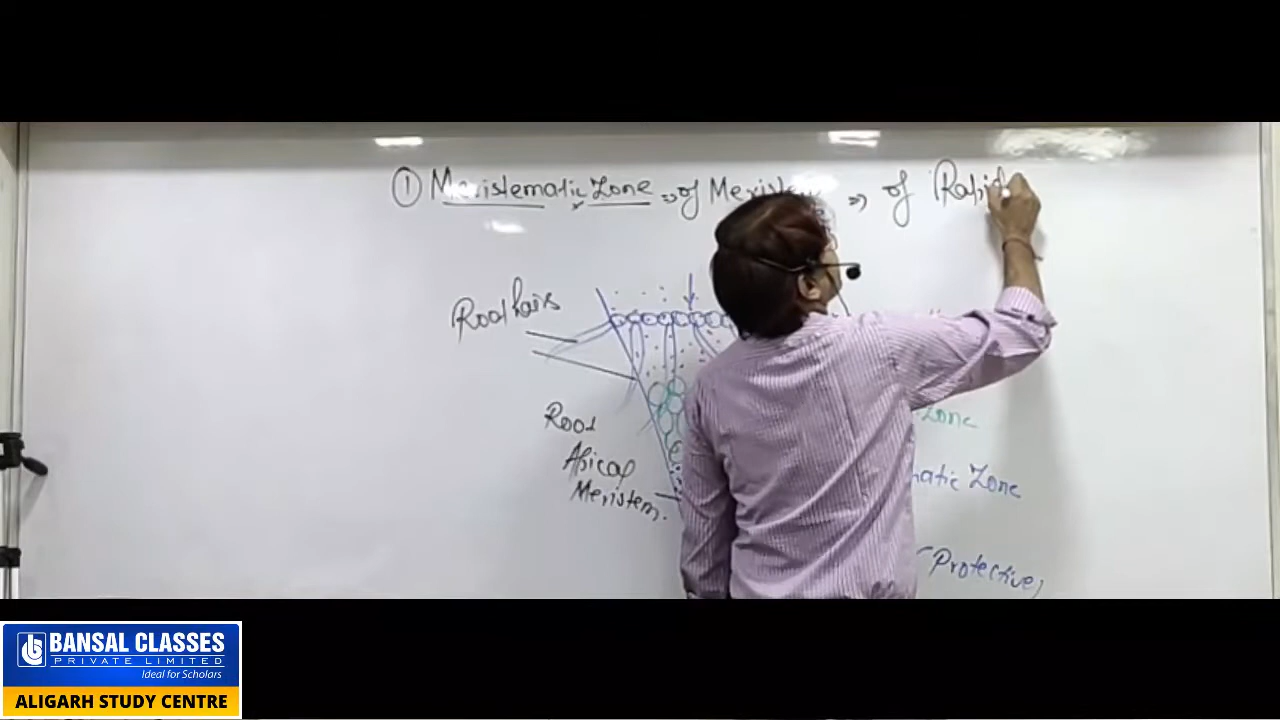 ① Meristematic Zone ⇒ of Meristem ⇒ of Rapid
Root hairs
Zone
Root
Apical
Meristem.
matic Zone
(Protective)
BANSAL CLASSES
PRIVATE LIMITED
Ideal for Scholars
ALIGARH STUDY CENTRE